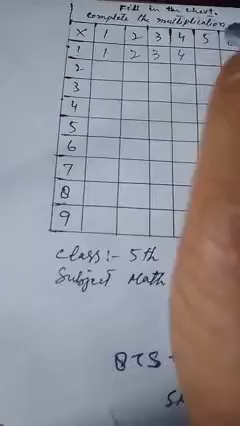 Fill in the chart.
Complete the multiplication
X 1 2 3 4 5
1 1 2 3 4
2
3
4
5
6
7
8
9
Class:- 5th
Subject Math